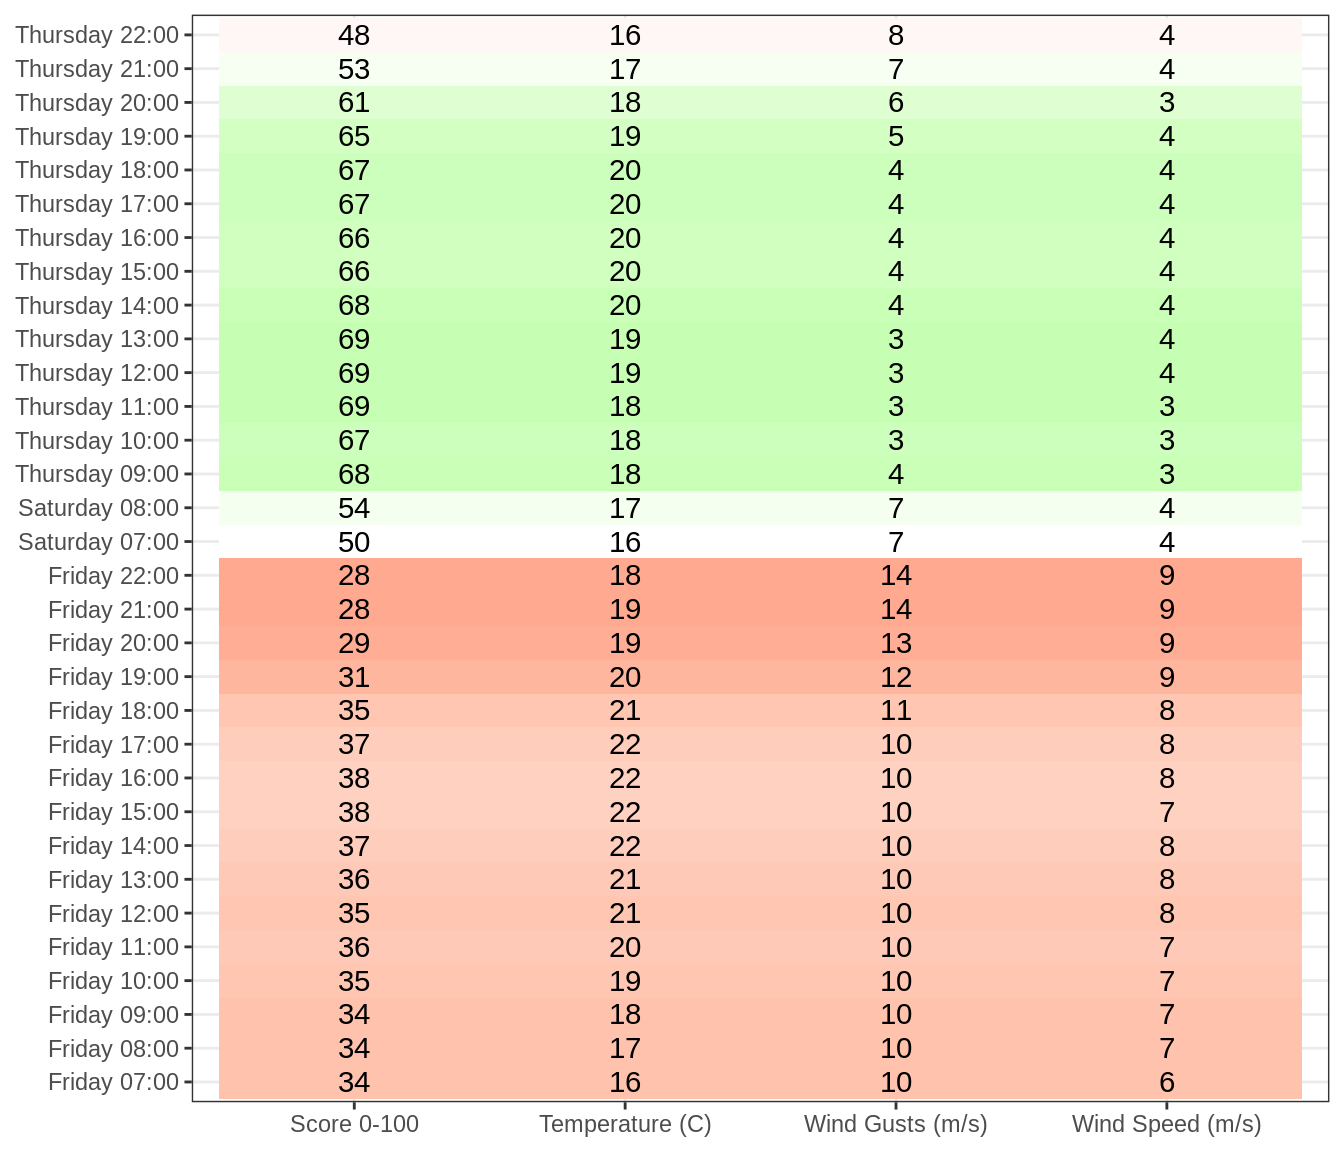 Thursday 22:00 48 16 8 4
Thursday 21:00 53 17 7 4
Thursday 20:00 61 18 6 3
Thursday 19:00 65 19 5 4
Thursday 18:00 67 20 4 4
Thursday 17:00 67 20 4 4
Thursday 16:00 66 20 4 4
Thursday 15:00 66 20 4 4
Thursday 14:00 68 20 4 4
Thursday 13:00 69 19 3 4
Thursday 12:00 69 19 3 4
Thursday 11:00 69 18 3 3
Thursday 10:00 67 18 3 3
Thursday 09:00 68 18 4 3
Saturday 08:00 54 17 7 4
Saturday 07:00 50 16 7 4
Friday 22:00 28 18 14 9
Friday 21:00 28 19 14 9
Friday 20:00 29 19 13 9
Friday 19:00 31 20 12 9
Friday 18:00 35 21 11 8
Friday 17:00 37 22 10 8
Friday 16:00 38 22 10 8
Friday 15:00 38 22 10 7
Friday 14:00 37 22 10 8
Friday 13:00 36 21 10 8
Friday 12:00 35 21 10 8
Friday 11:00 36 20 10 7
Friday 10:00 35 19 10 7
Friday 09:00 34 18 10 7
Friday 08:00 34 17 10 7
Friday 07:00 34 16 10 6
Score 0-100 Temperature (C) Wind Gusts (m/s) Wind Speed (m/s)